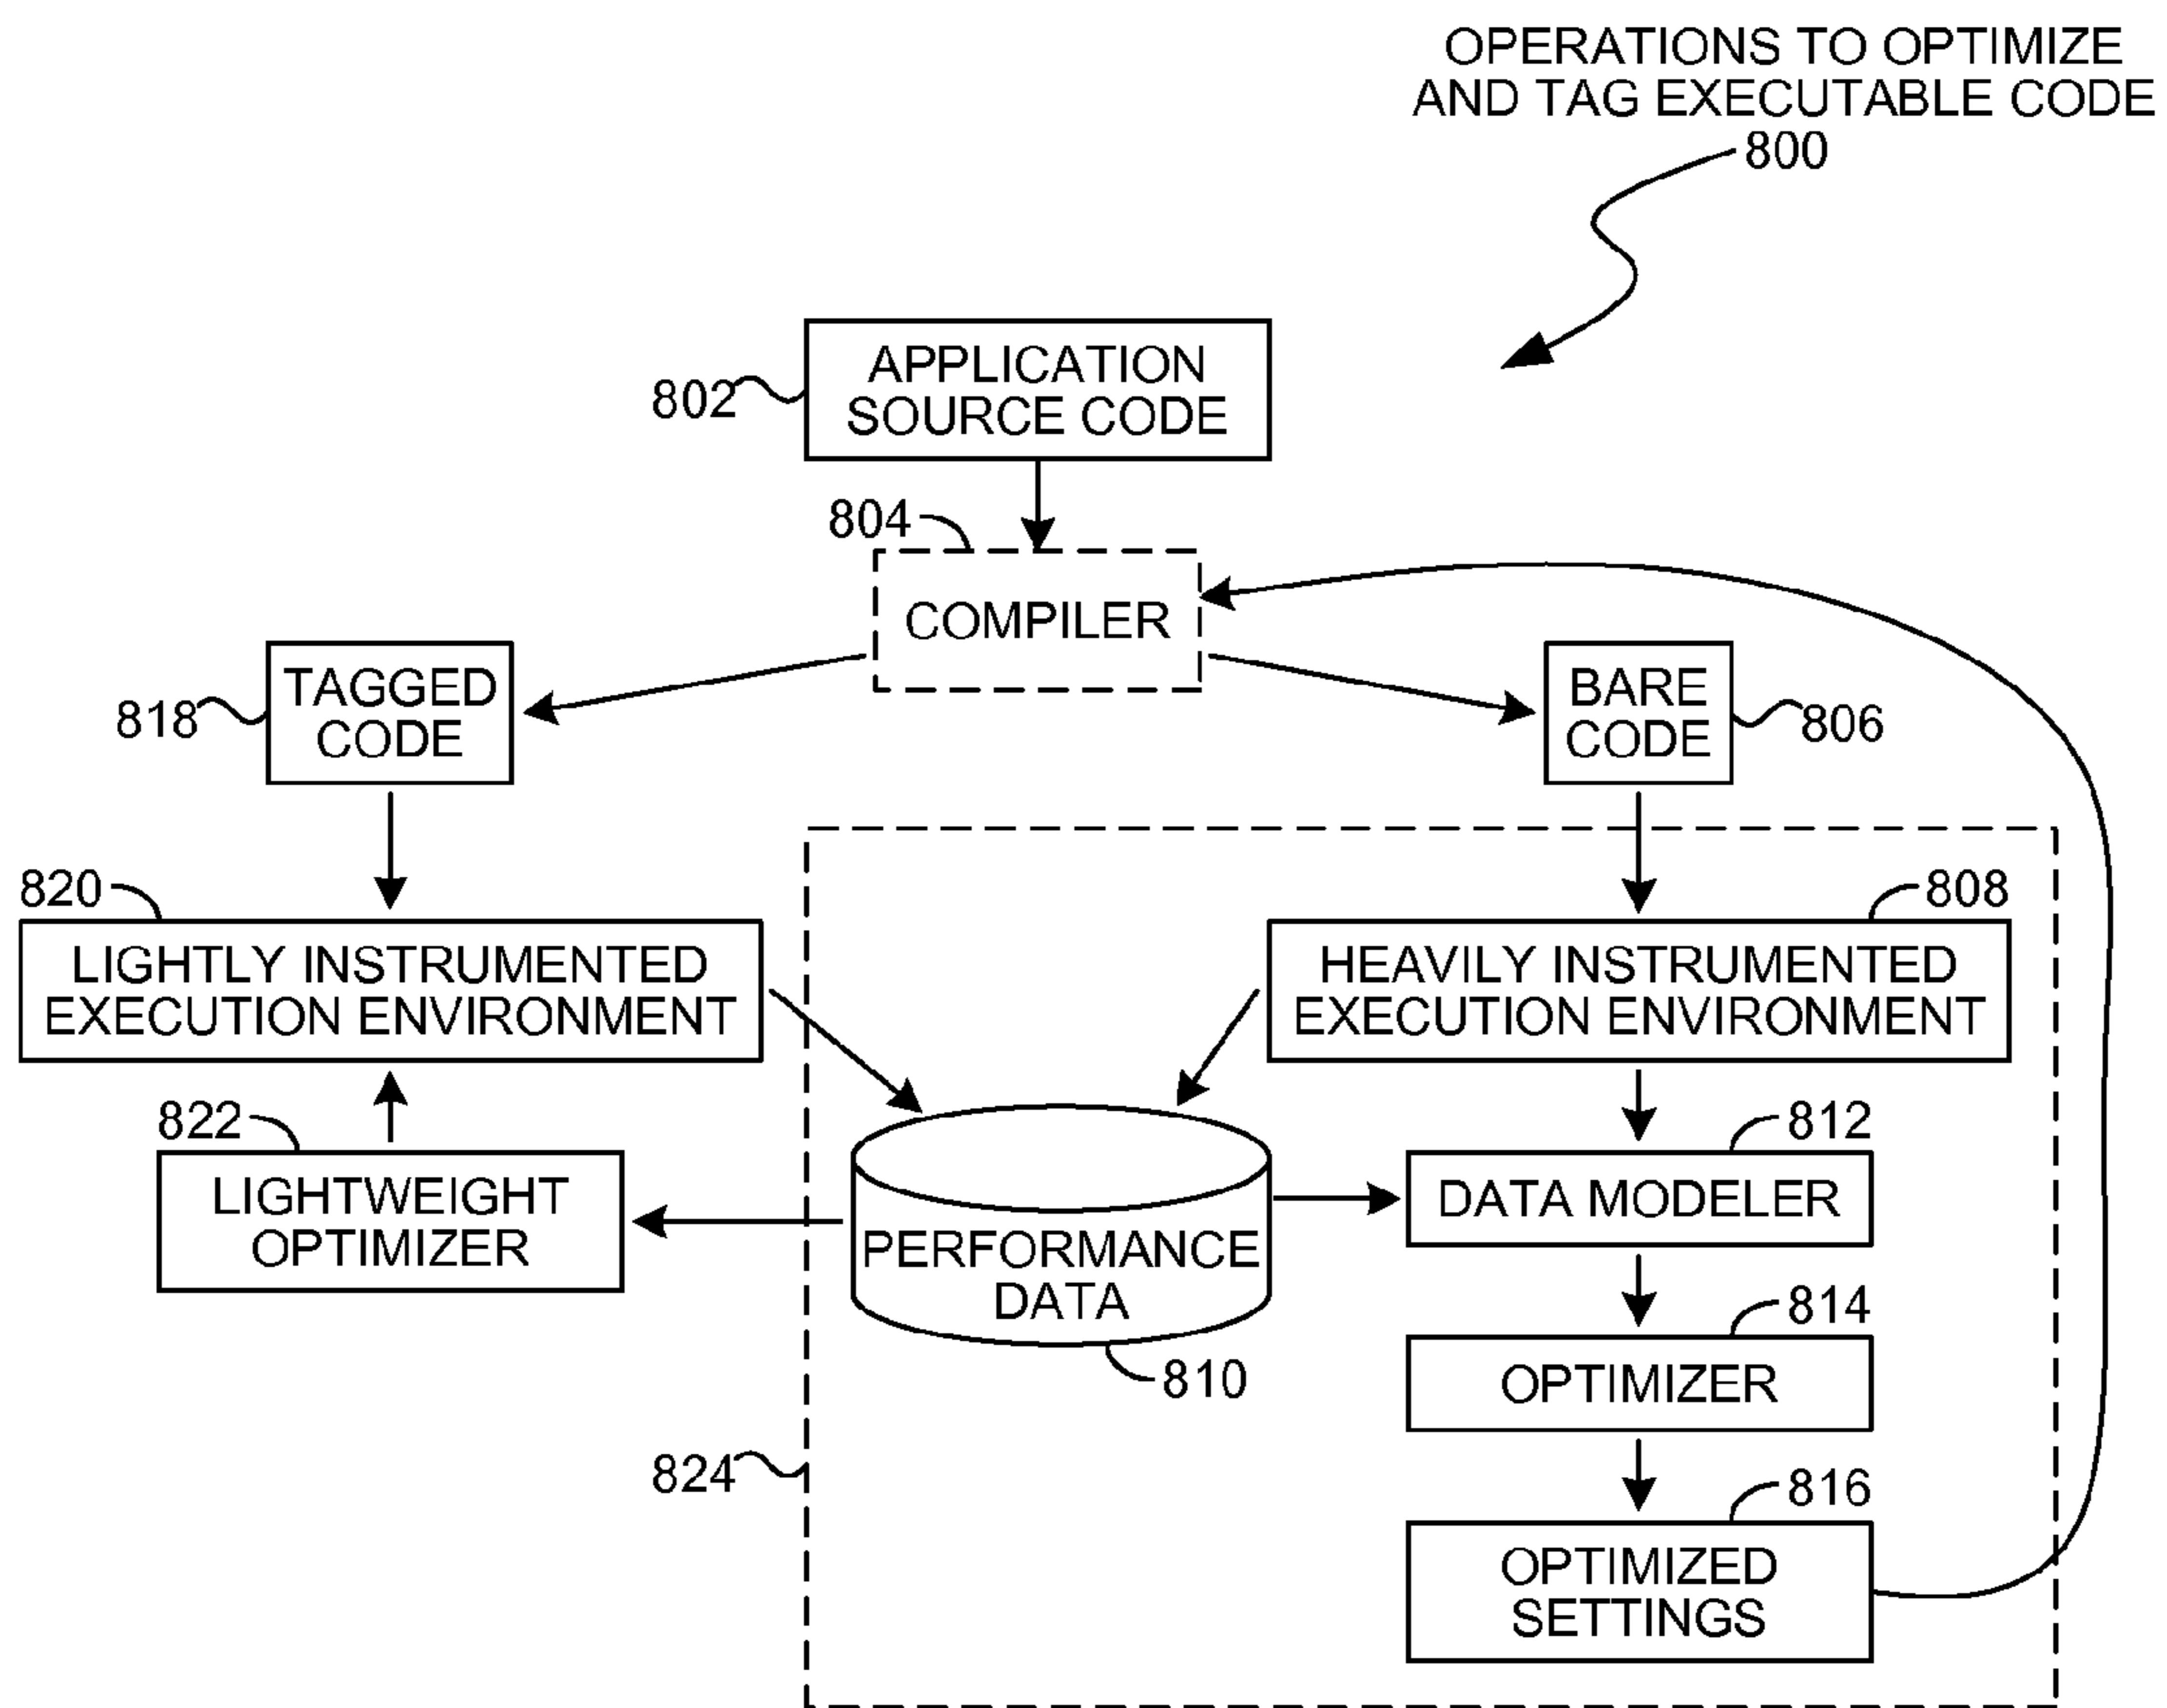 OPERATIONS TO OPTIMIZE
AND TAG EXECUTABLE CODE
800
802
APPLICATION
SOURCE CODE
804
COMPILER
818
TAGGED
CODE
BARE
CODE
806
820
LIGHTLY INSTRUMENTED
EXECUTION ENVIRONMENT
808
HEAVILY INSTRUMENTED
EXECUTION ENVIRONMENT
822
LIGHTWEIGHT
OPTIMIZER
PERFORMANCE
DATA
810
812
DATA MODELER
814
OPTIMIZER
824
816
OPTIMIZED
SETTINGS